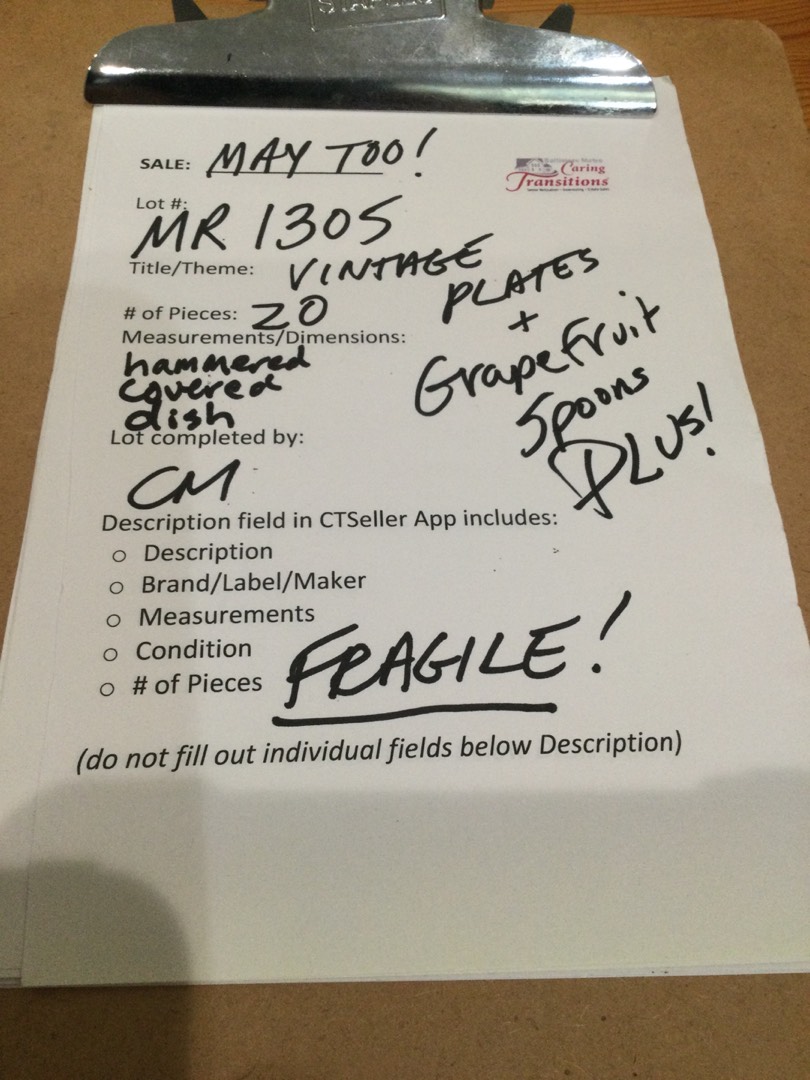 STAPLES
SALE: MAY TOO!
Caring
Transitions
Lot #:
MR 1305
Title/Theme: VINTAGE
PLATES
+
Grapefruit
Spoons
PLUS!
# of Pieces: 20
Measurements/Dimensions:
hammered
covered
dish
Lot completed by:
CM
Description field in CTSeller App includes:
o Description
o Brand/Label/Maker
o Measurements
o Condition
o # of Pieces
FRAGILE!
(do not fill out individual fields below Description)